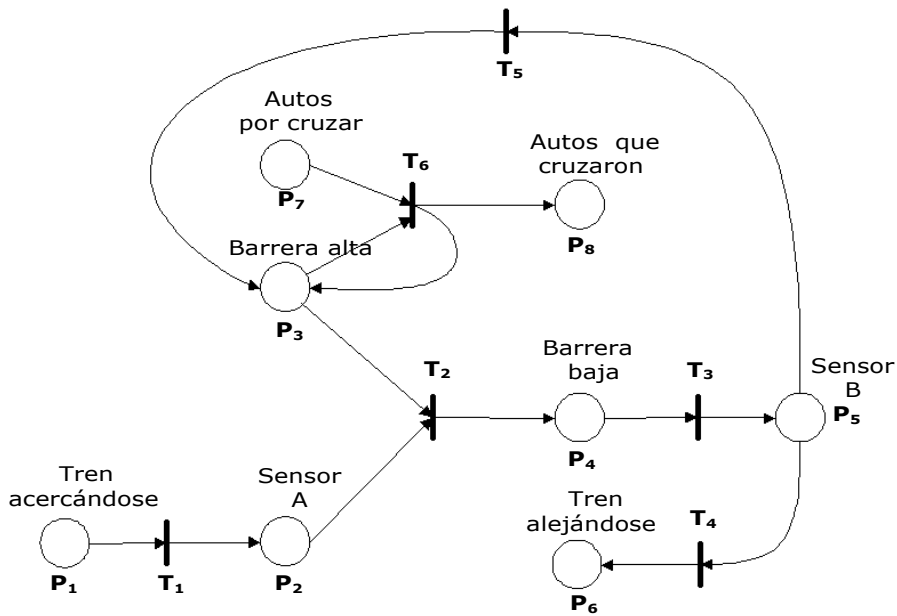 T₅
Autos
por cruzar
P₇
T₆
Autos que
cruzaron
P₈
Barrera alta
P₃
T₂
Barrera
baja
P₄
T₃
Sensor
B
P₅
Tren
acercándose
P₁
T₁
Sensor
A
P₂
Tren
alejándose
P₆
T₄